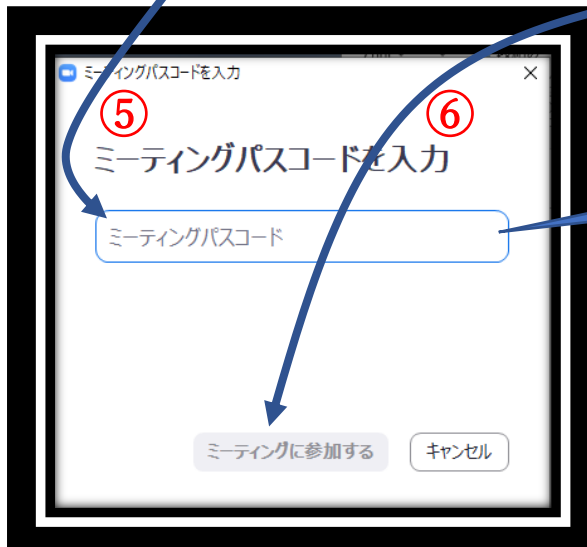 ミーティングパスコードを入力
⑤
⑥
ミーティングパスコードを入力
ミーティングパスコード
ミーティングに参加する
キャンセル